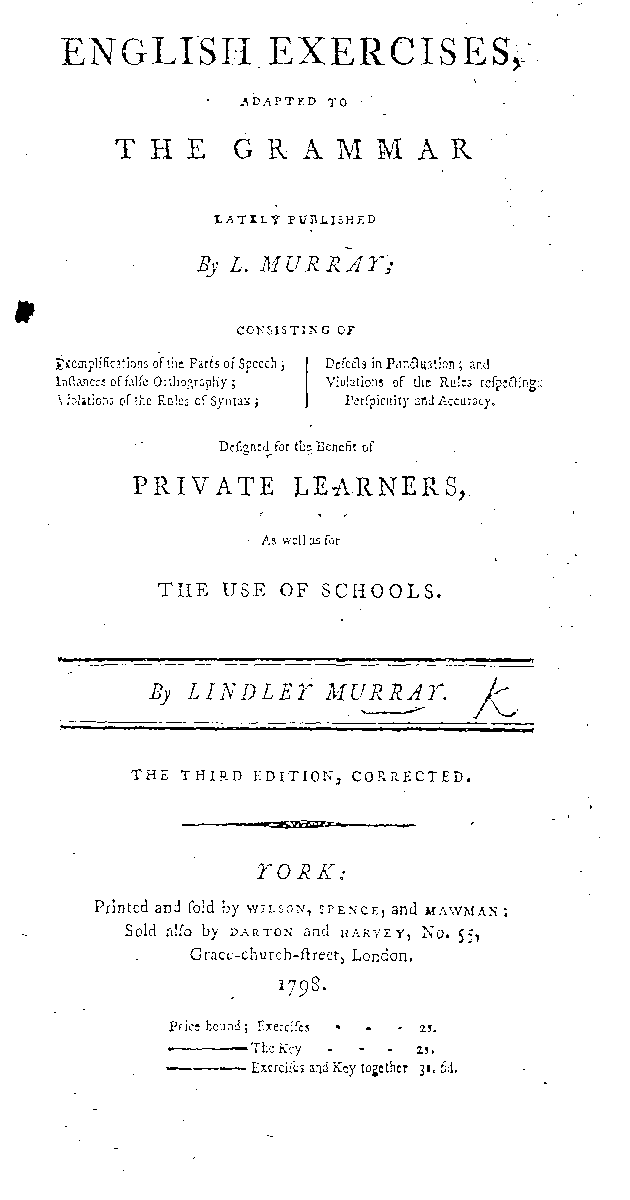 ENGLISH EXERCISES,
ADAPTED TO
THE GRAMMAR
LATELY PUBLISHED
By L. MURRAY;
CONSISTING OF
Exemplifications of the Parts of Speech;
Inſtances of falſe Orthography;
Violations of the Rules of Syntax;
Defects in Punctuation; and
Violations of the Rules reſpecting
Perſpicuity and Accuracy.
Deſigned for the Benefit of
PRIVATE LEARNERS,
As well as for
THE USE OF SCHOOLS.
By LINDLEY MURRAY. K
THE THIRD EDITION, CORRECTED.
YORK:
Printed and ſold by WILSON, SPENCE, and MAWMAN;
Sold alſo by DARTON and HARVEY, No. 55,
Grace-church-ſtreet, London.
1798.
Price bound; Exerciſes - - - 2s.
——— The Key - - - 2s.
——— Exerciſes and Key together 3s. 6d.